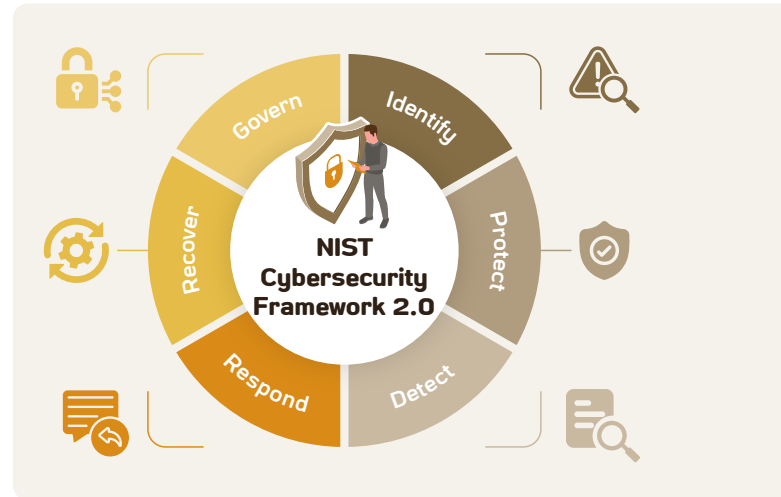 Govern
Identify
Recover
Protect
NIST
Cybersecurity
Framework 2.0
Respond
Detect